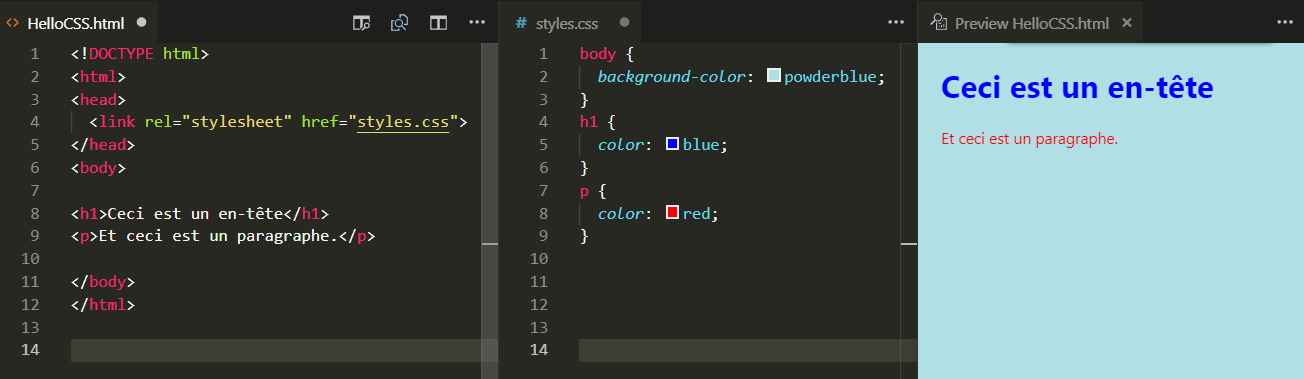 HelloCSS.html
1 <!DOCTYPE html>
2 <html>
3 <head>
4 <link rel="stylesheet" href="styles.css">
5 </head>
6 <body>
7
8 <h1>Ceci est un en-tête</h1>
9 <p>Et ceci est un paragraphe.</p>
10
11 </body>
12 </html>
13
14
# styles.css
1 body {
2 background-color: powderblue;
3 }
4 h1 {
5 color: blue;
6 }
7 p {
8 color: red;
9 }
10
11
12
13
14
Preview HelloCSS.html
Ceci est un en-tête
Et ceci est un paragraphe.